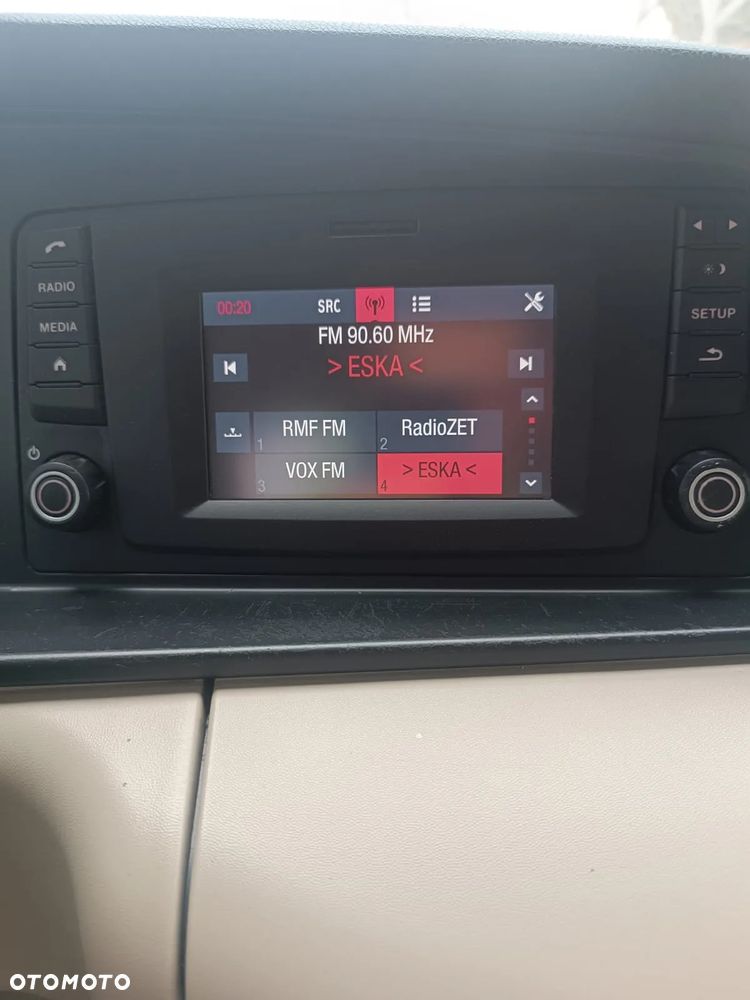 RADIO
MEDIA
SETUP
00:20 SRC
FM 90.60 MHz
> ESKA <
1 RMF FM 2 RadioZET
3 VOX FM 4 > ESKA <
OTOMOTO